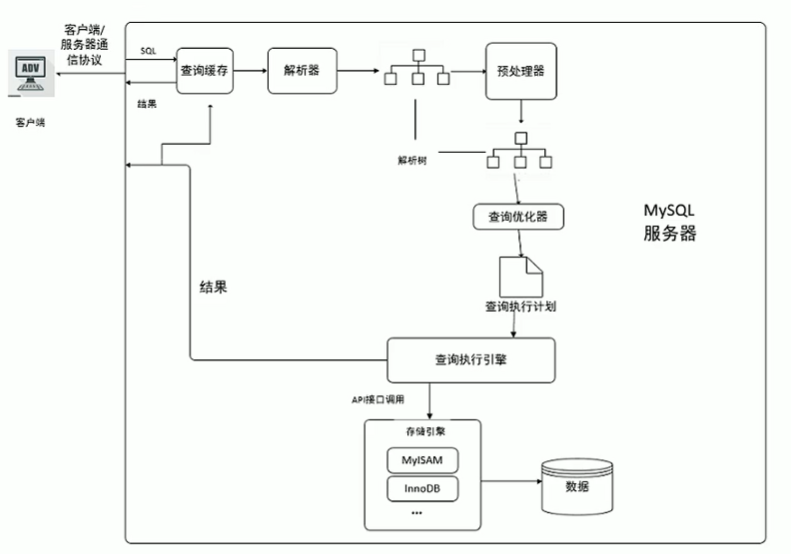 客户端/
服务器通
信协议
ADV
客户端
SQL
结果
查询缓存
解析器
预处理器
解析树
查询优化器
MySQL
服务器
查询执行计划
结果
查询执行引擎
API接口调用
存储引擎
MyISAM
InnoDB
...
数据